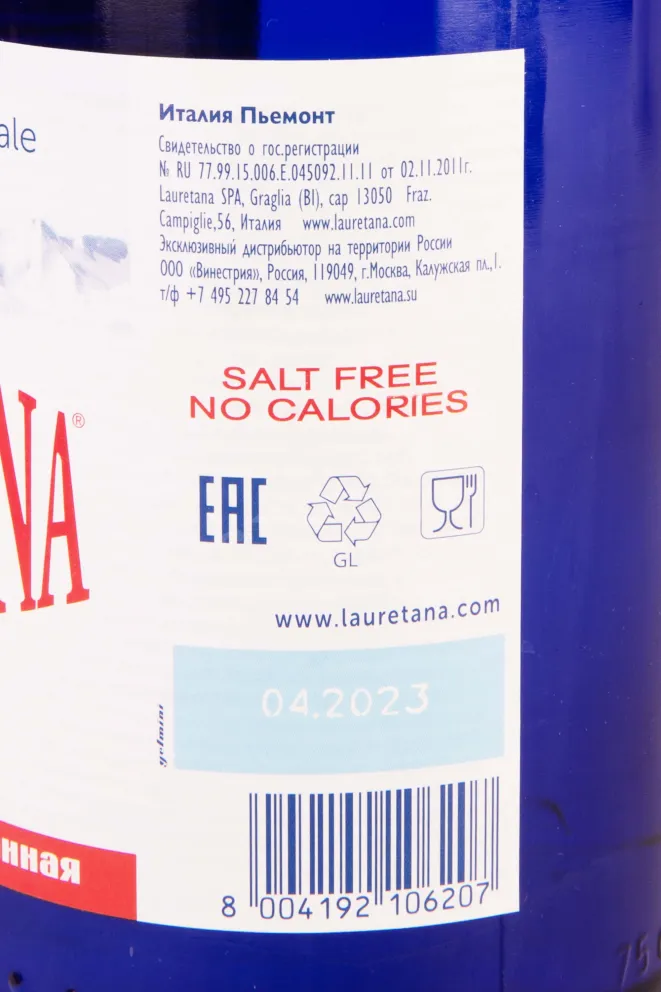 ale
Италия Пьемонт
Свидетельство о гос.регистрации
№ RU 77.99.15.006.E.045092.11.11 от 02.11.2011г.
Lauretana SPA, Graglia (BI), cap 13050 Fraz.
Campiglie,56, Италия www.lauretana.com
Эксклюзивный дистрибьютор на территории России
ООО «Винестрия», Россия, 119049, г.Москва, Калужская пл.,1.
т/ф +7 495 227 84 54 www.lauretana.su
SALT FREE
NO CALORIES
NA®
EAC
GL
www.lauretana.com
04.2023
gelmini
нная
8 004192 106207